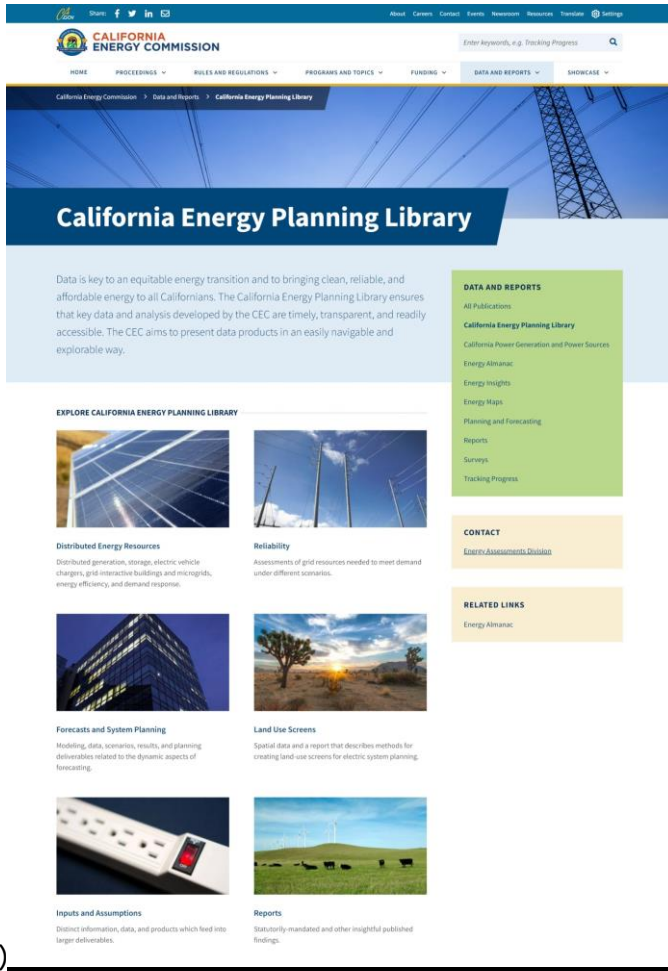 CA.GOV Share:
About Careers Contact Events Newsroom Resources Translate Settings
CALIFORNIA
ENERGY COMMISSION
Enter keywords, e.g. Tracking Progress
HOME PROCEEDINGS RULES AND REGULATIONS PROGRAMS AND TOPICS FUNDING DATA AND REPORTS SHOWCASE
California Energy Commission > Data and Reports > California Energy Planning Library
California Energy Planning Library
Data is key to an equitable energy transition and to bringing clean, reliable, and
affordable energy to all Californians. The California Energy Planning Library ensures
that key data and analysis developed by the CEC are timely, transparent, and readily
accessible. The CEC aims to present data products in an easily navigable and
explorable way.
DATA AND REPORTS
All Publications
California Energy Planning Library
California Power Generation and Power Sources
Energy Almanac
Energy Insights
Energy Maps
Planning and Forecasting
Reports
Surveys
Tracking Progress
CONTACT
Energy Assessments Division
RELATED LINKS
Energy Almanac
EXPLORE CALIFORNIA ENERGY PLANNING LIBRARY
Distributed Energy Resources
Distributed generation, storage, electric vehicle
chargers, grid-interactive buildings and microgrids,
energy efficiency, and demand response.
Reliability
Assessments of grid resources needed to meet demand
under different scenarios.
Forecasts and System Planning
Modeling, data, scenarios, results, and planning
deliverables related to the dynamic aspects of
forecasting.
Land Use Screens
Spatial data and a report that describes methods for
creating land-use screens for electric system planning.
Inputs and Assumptions
Distinct information, data, and products which feed into
larger deliverables.
Reports
Statutorily-mandated and other insightful published
findings.
)